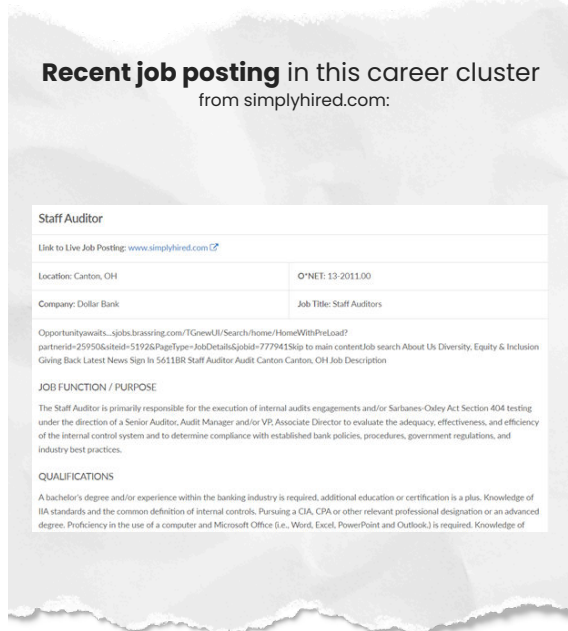 Recent job posting in this career cluster
from simplyhired.com:
Staff Auditor
Link to Live Job Posting: www.simplyhired.com
Location: Canton, OH
O*NET: 13-2011.00
Company: Dollar Bank
Job Title: Staff Auditors
Opportunityawaits...sjobs.brassring.com/TGnewUI/Search/home/HomeWithPreLoad?
partnerid=25950&siteid=5192&PageType=JobDetails&jobid=777941Skip to main contentJob search About Us Diversity, Equity & Inclusion
Giving Back Latest News Sign In 5611BR Staff Auditor Audit Canton Canton, OH Job Description
JOB FUNCTION / PURPOSE
The Staff Auditor is primarily responsible for the execution of internal audits engagements and/or Sarbanes-Oxley Act Section 404 testing
under the direction of a Senior Auditor, Audit Manager and/or VP, Associate Director to evaluate the adequacy, effectiveness, and efficiency
of the internal control system and to determine compliance with established bank policies, procedures, government regulations, and
industry best practices.
QUALIFICATIONS
A bachelor's degree and/or experience within the banking industry is required, additional education or certification is a plus. Knowledge of
IIA standards and the common definition of internal controls. Pursuing a CIA, CPA or other relevant professional designation or an advanced
degree. Proficiency in the use of a computer and Microsoft Office (i.e., Word, Excel, PowerPoint and Outlook.) is required. Knowledge of